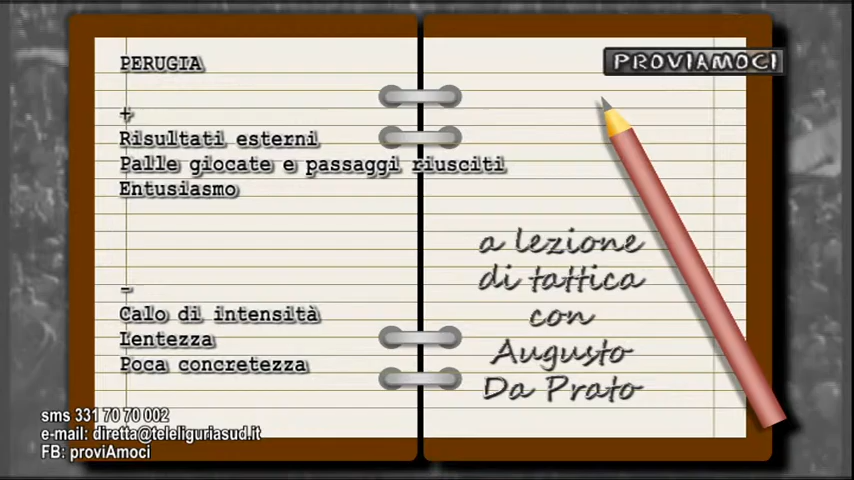 PERUGIA
+
Risultati esterni
Palle giocate e passaggi riusciti
Entusiasmo
-
Calo di intensità
Ientezza
Poca concretezza
PROVIAMOCI
a lezione
di tattica
con
Augusto
Da Prato
sms 331 70 70 002
e-mail: diretta@teleliguriasud.it
FB: proviAmoci